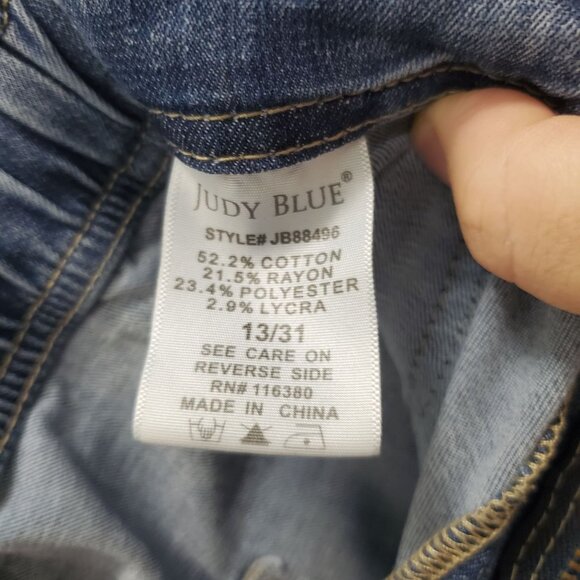 JUDY BLUE®
STYLE# JB88496
52.2% COTTON
21.5% RAYON
23.4% POLYESTER
2.9% LYCRA
13/31
SEE CARE ON
REVERSE SIDE
RN# 116380
MADE IN CHINA